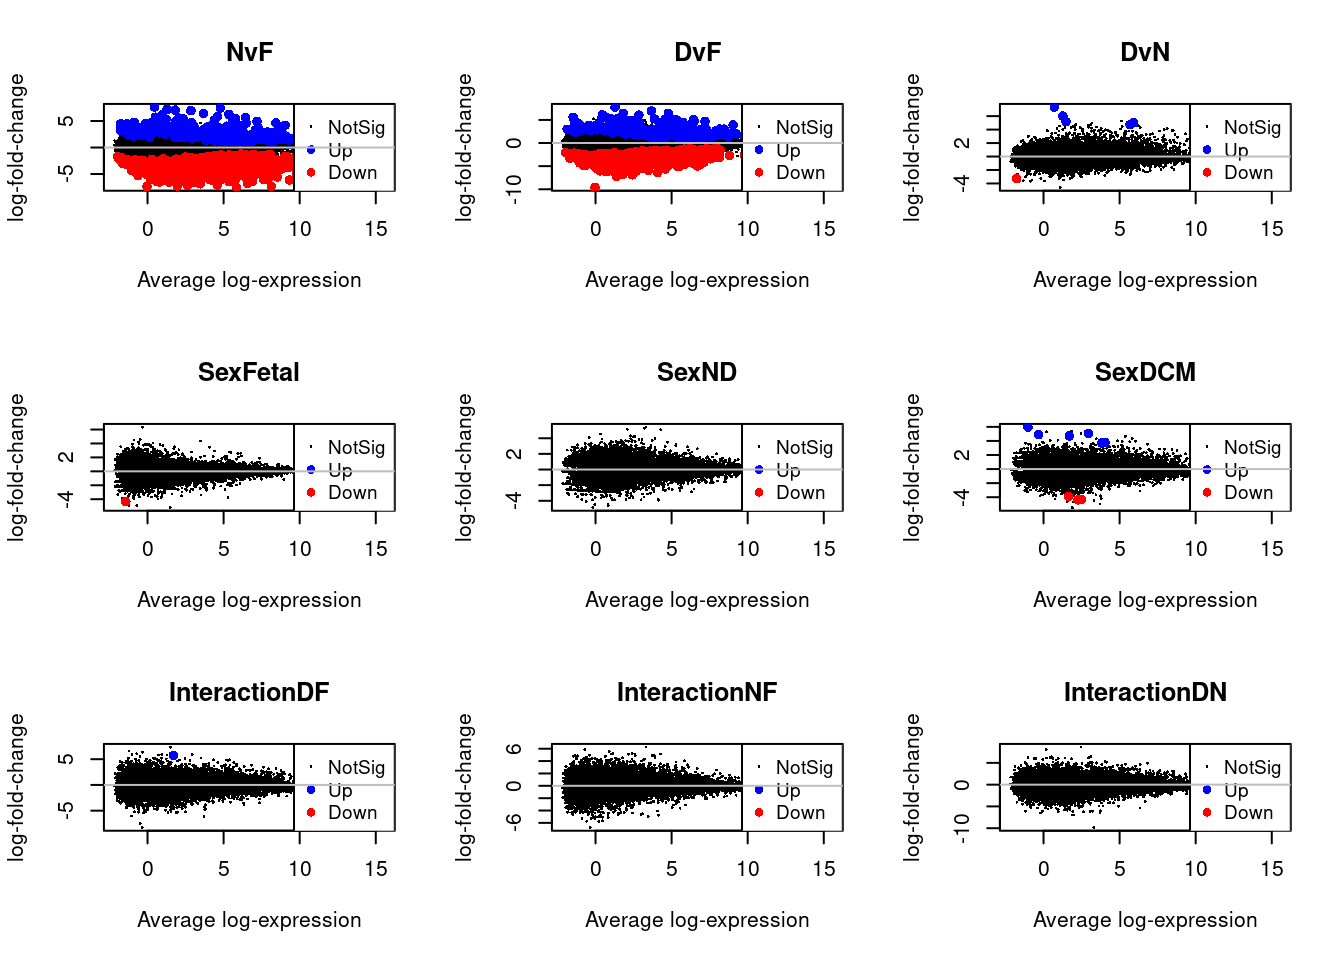 NvF
log-fold-change
5
-5
NotSig
Up
Down
0 5 10 15
Average log-expression
DvF
log-fold-change
0
-10
NotSig
Up
Down
0 5 10 15
Average log-expression
DvN
log-fold-change
2
-4
NotSig
Up
Down
0 5 10 15
Average log-expression
SexFetal
log-fold-change
2
-4
NotSig
Up
Down
0 5 10 15
Average log-expression
SexND
log-fold-change
2
-4
NotSig
Up
Down
0 5 10 15
Average log-expression
SexDCM
log-fold-change
2
-4
NotSig
Up
Down
0 5 10 15
Average log-expression
InteractionDF
log-fold-change
5
-5
NotSig
Up
Down
0 5 10 15
Average log-expression
InteractionNF
log-fold-change
6
0
-6
NotSig
Up
Down
0 5 10 15
Average log-expression
InteractionDN
log-fold-change
0
-10
NotSig
Up
Down
0 5 10 15
Average log-expression